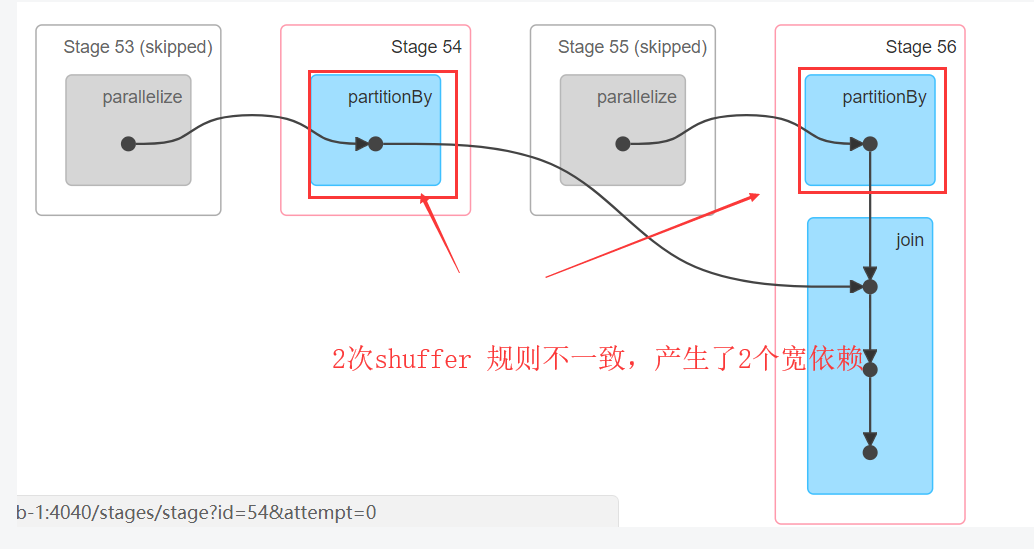 Stage 53 (skipped)
Stage 54
Stage 55 (skipped)
Stage 56
parallelize
partitionBy
parallelize
partitionBy
join
2次shuffer 规则不一致，产生了2个宽依赖
b-1:4040/stages/stage?id=54&attempt=0